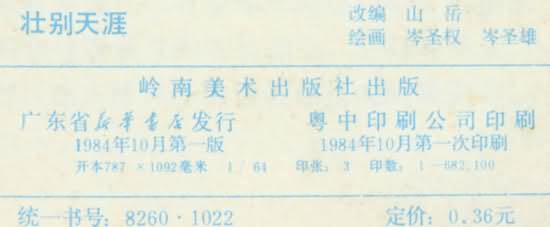 壮别天涯
改编 山岳
绘画 岑圣权 岑圣雄
岭南美术出版社出版
广东省新华书店发行 粤中印刷公司印刷
1984年10月第一版 1984年10月第一次印刷
开本787×1092毫米 1/64 印张：3 印数：1—682,100
统一书号：8260·1022 定价：0.36元